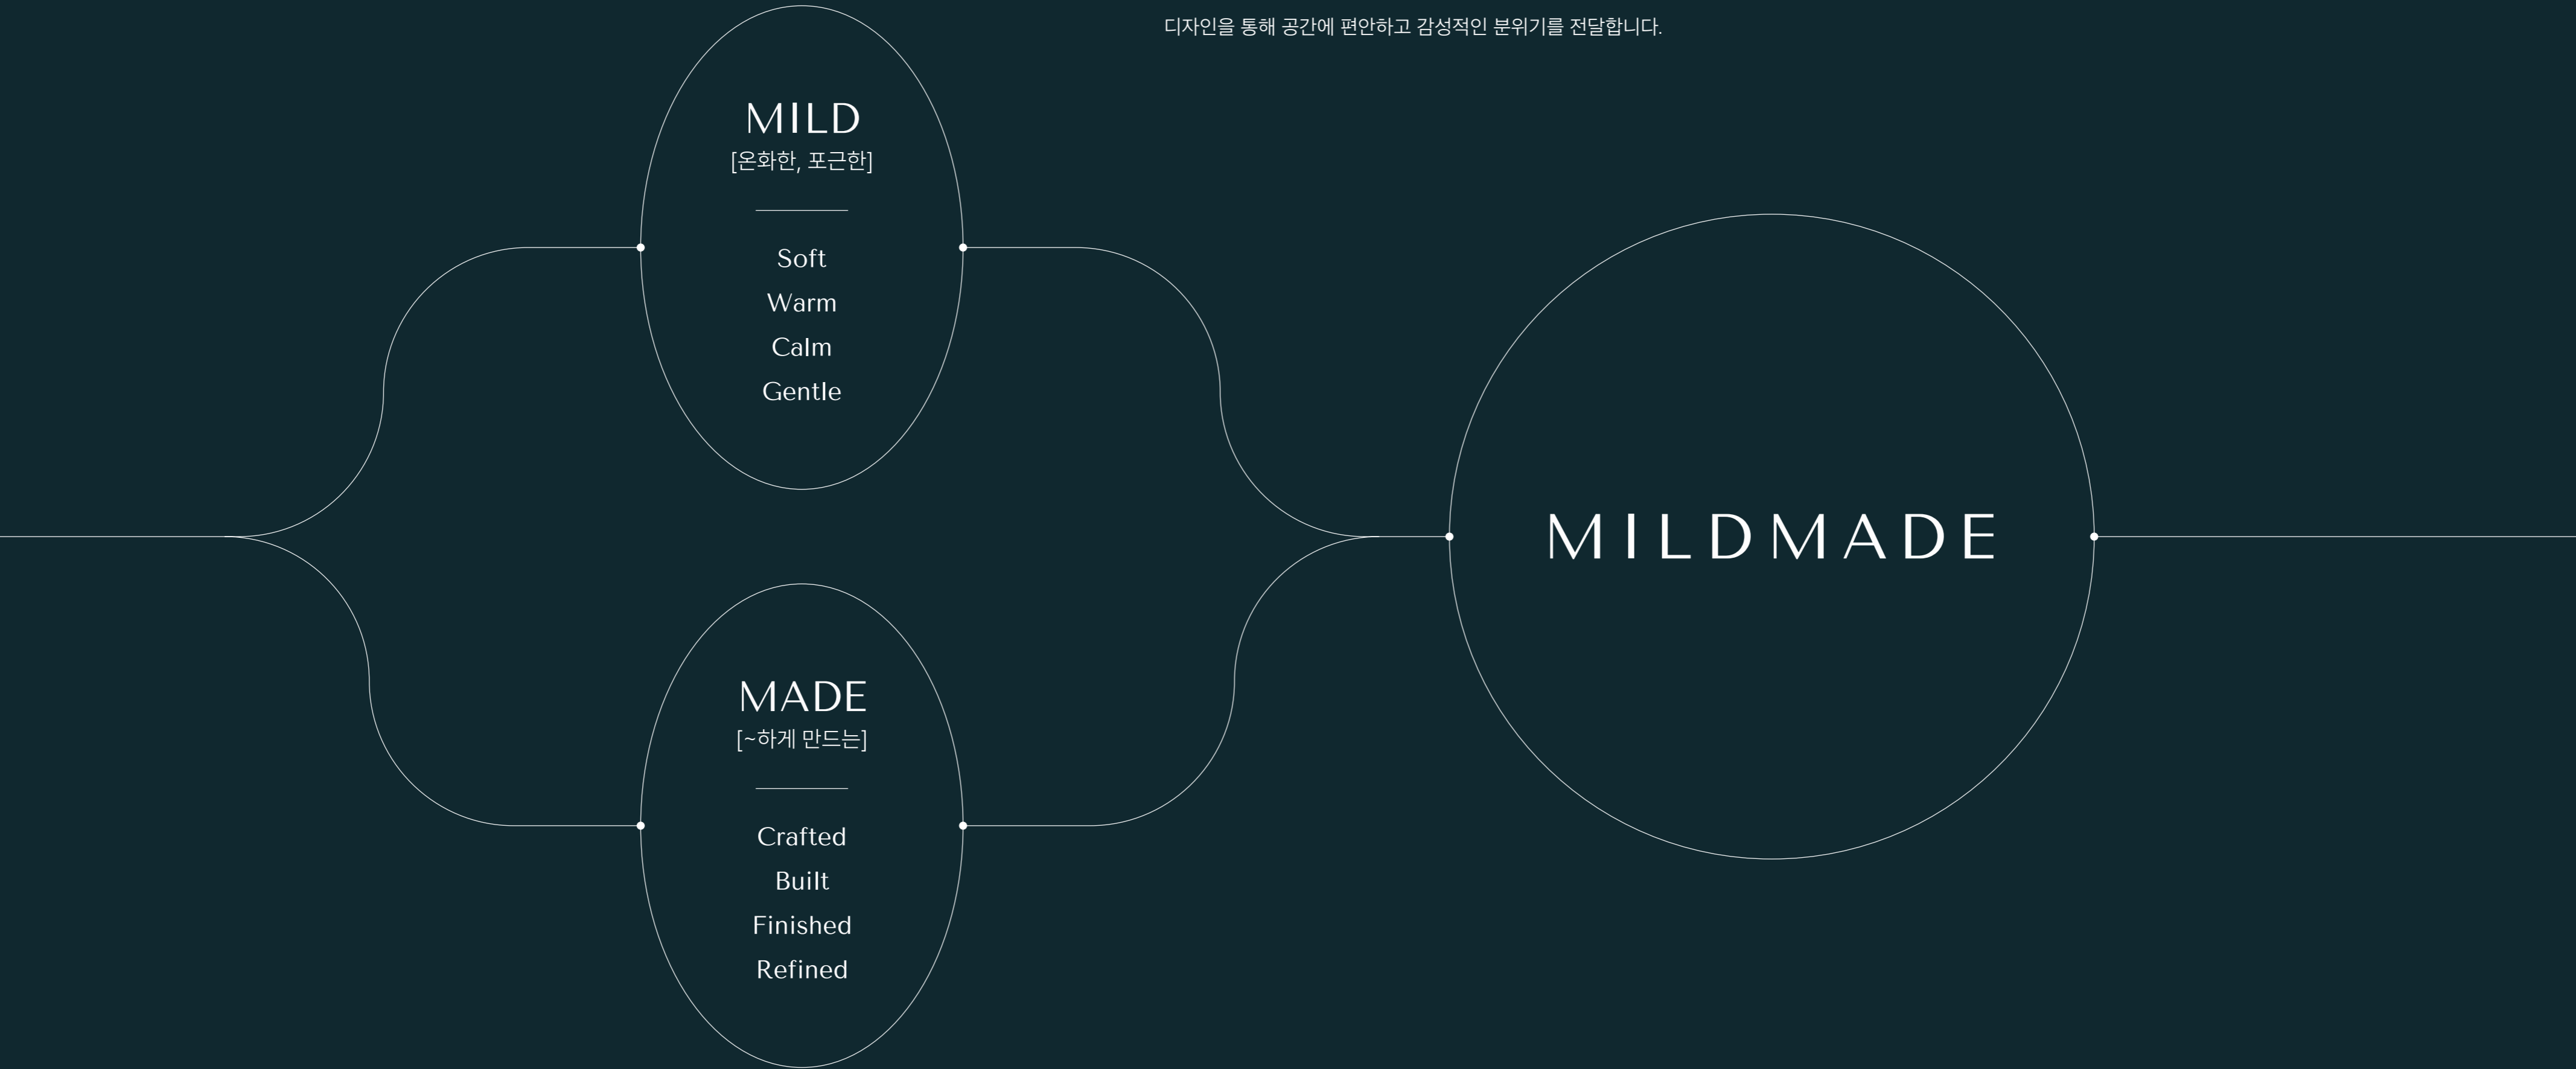 디자인을 통해 공간에 편안하고 감성적인 분위기를 전달합니다.
MILD
[온화한, 포근한]
Soft
Warm
Calm
Gentle
MADE
[~하게 만드는]
Crafted
Built
Finished
Refined
MILDMADE